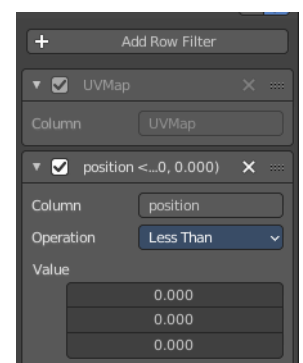 Add Row Filter
UVMap
Column UVMap
position <...0, 0.000)
Column position
Operation Less Than
Value
0.000
0.000
0.000